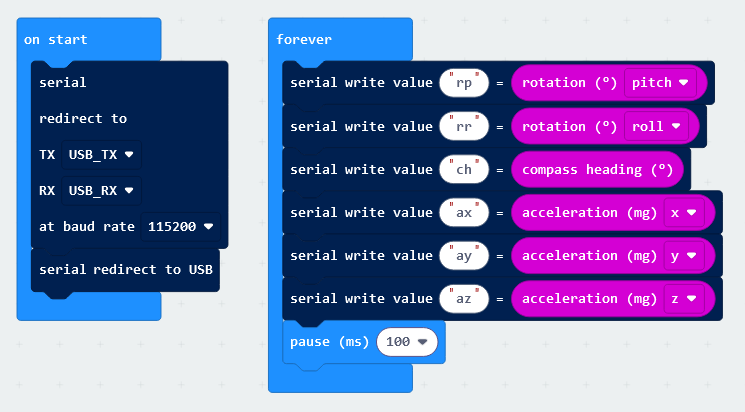 on start
serial
redirect to
TX USB_TX
RX USB_RX
at baud rate 115200
serial redirect to USB
forever
serial write value "rp" = rotation (º) pitch
serial write value "rr" = rotation (º) roll
serial write value "ch" = compass heading (º)
serial write value "ax" = acceleration (mg) x
serial write value "ay" = acceleration (mg) y
serial write value "az" = acceleration (mg) z
pause (ms) 100